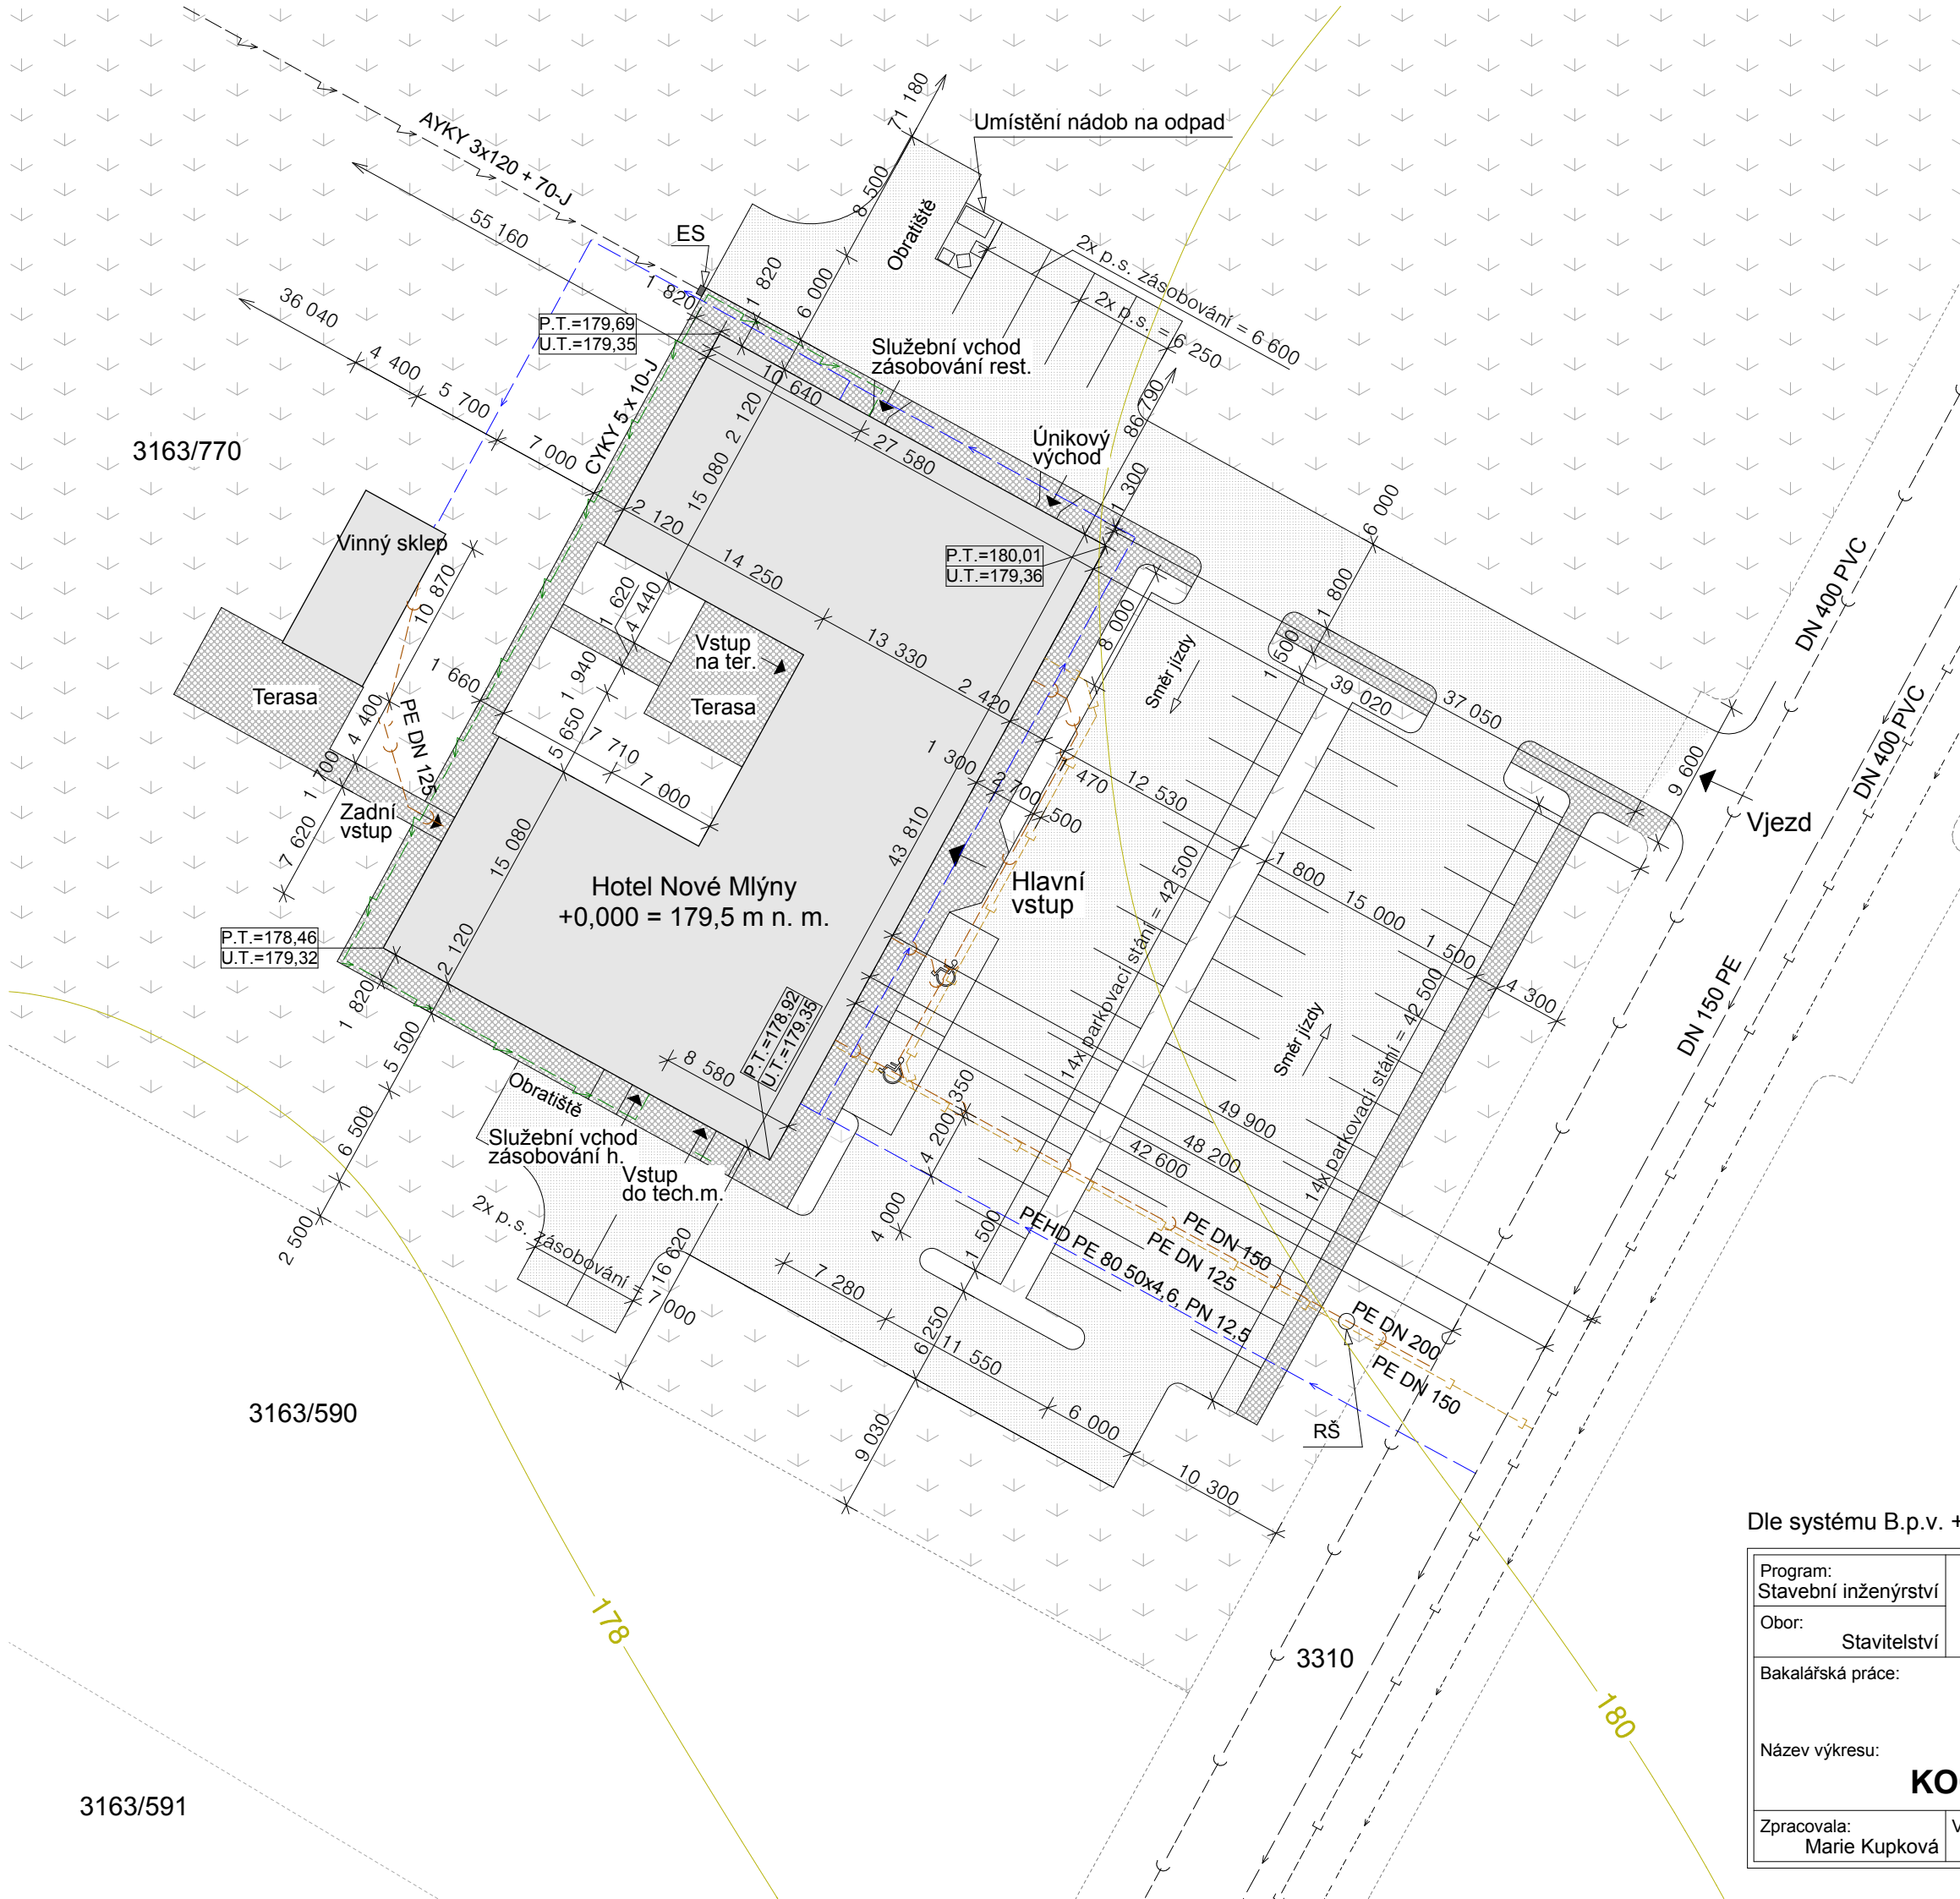 AYKY 3x120 + 70-J
71 180
Umístění nádob na odpad
8 500
Obratiště
55 160
ES
1 820
1 820
6 000
2x p.s. zásobování = 6 600
2x p.s. = 6 250
36 040
P.T.=179,69
U.T.=179,35
Služební vchod
zásobování rest.
4 400
5 700
10 640
2 120
86 790
CYKY 5 x 10-J
3163/770
7 000
27 580
Únikový
východ
15 080
1 300
6 000
2 120
Vinný sklep
14 250
P.T.=180,01
U.T.=179,36
DN 400 PVC
10 870
1 620
4 440
8 000
1 800
Vstup
na ter.
13 330
Směr jízdy
1 500
1 660
1 940
Terasa
Terasa
39 020
37 050
DN 400 PVC
4 400
PE DN 125
5 650
2 420
7 710
7 000
1 300
2 700
1 470
500
12 530
9 600
1 700
Zadní
vstup
Vjezd
7 620
15 080
43 810
Hotel Nové Mlýny
+0,000 = 179,5 m n. m.
Hlavní
vstup
1 800
15 000
1 500
4 300
14x parkovací stání = 42 500
P.T.=178,46
U.T.=179,32
2 120
1 820
P.T.=178,92
U.T.=179,35
DN 150 PE
14x parkovací stání = 42 500
Směr jízdy
5 500
8 580
Obratiště
350
4 200
49 900
48 200
42 600
6 500
Služební vchod
zásobování h.
Vstup
do tech.m.
2 500
2x p.s. zásobování = 7 000
16 620
4 000
1 500
PEHD PE 80 50x4,6, PN 12,5
PE DN 150
PE DN 125
7 280
6 250
11 550
PE DN 200
PE DN 150
3163/590
9 030
6 000
RŠ
10 300
178
3310
180
3163/591
Dle systému B.p.v. +
Program:
Stavební inženýrství
Obor:
Stavitelství
Bakalářská práce:
Název výkresu:
KO
Zpracovala:
Marie Kupková
V